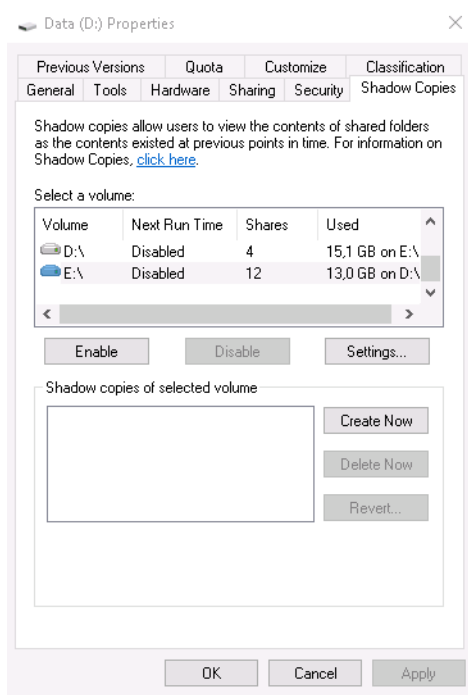 Data (D:) Properties
Previous Versions Quota Customize Classification
General Tools Hardware Sharing Security Shadow Copies
Shadow copies allow users to view the contents of shared folders
as the contents existed at previous points in time. For information on
Shadow Copies, click here.
Select a volume:
Volume Next Run Time Shares Used
D:\ Disabled 4 15,1 GB on E:\
E:\ Disabled 12 13,0 GB on D:\
Enable Disable Settings...
Shadow copies of selected volume
Create Now
Delete Now
Revert...
OK Cancel Apply